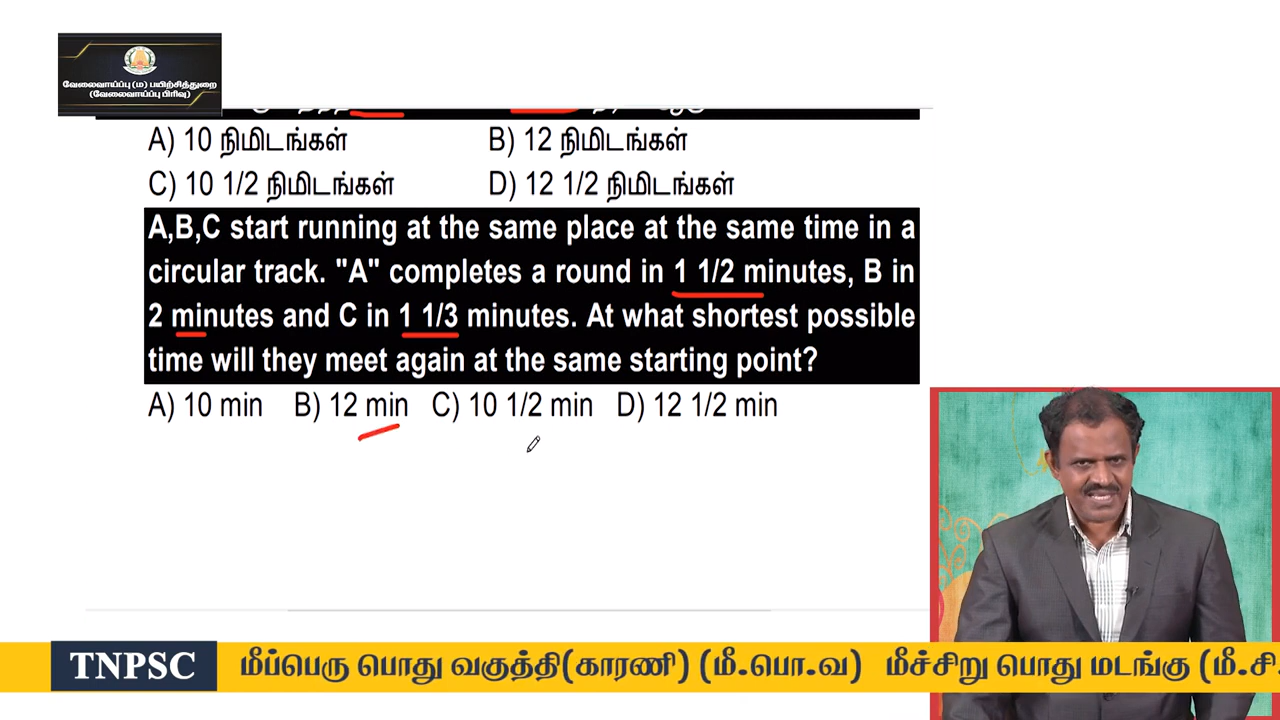 வேலைவாய்ப்பு (ம) பயிற்சித்துறை
(வேலைவாய்ப்பு பிரிவு)
A) 10 நிமிடங்கள் B) 12 நிமிடங்கள்
C) 10 1/2 நிமிடங்கள் D) 12 1/2 நிமிடங்கள்
A,B,C start running at the same place at the same time in a
circular track. "A" completes a round in 1 1/2 minutes, B in
2 minutes and C in 1 1/3 minutes. At what shortest possible
time will they meet again at the same starting point?
A) 10 min B) 12 min C) 10 1/2 min D) 12 1/2 min
TNPSC மீப்பெரு பொது வகுத்தி(காரணி) (மீ.பொ.வ) மீச்சிறு பொது மடங்கு (மீ.சி.